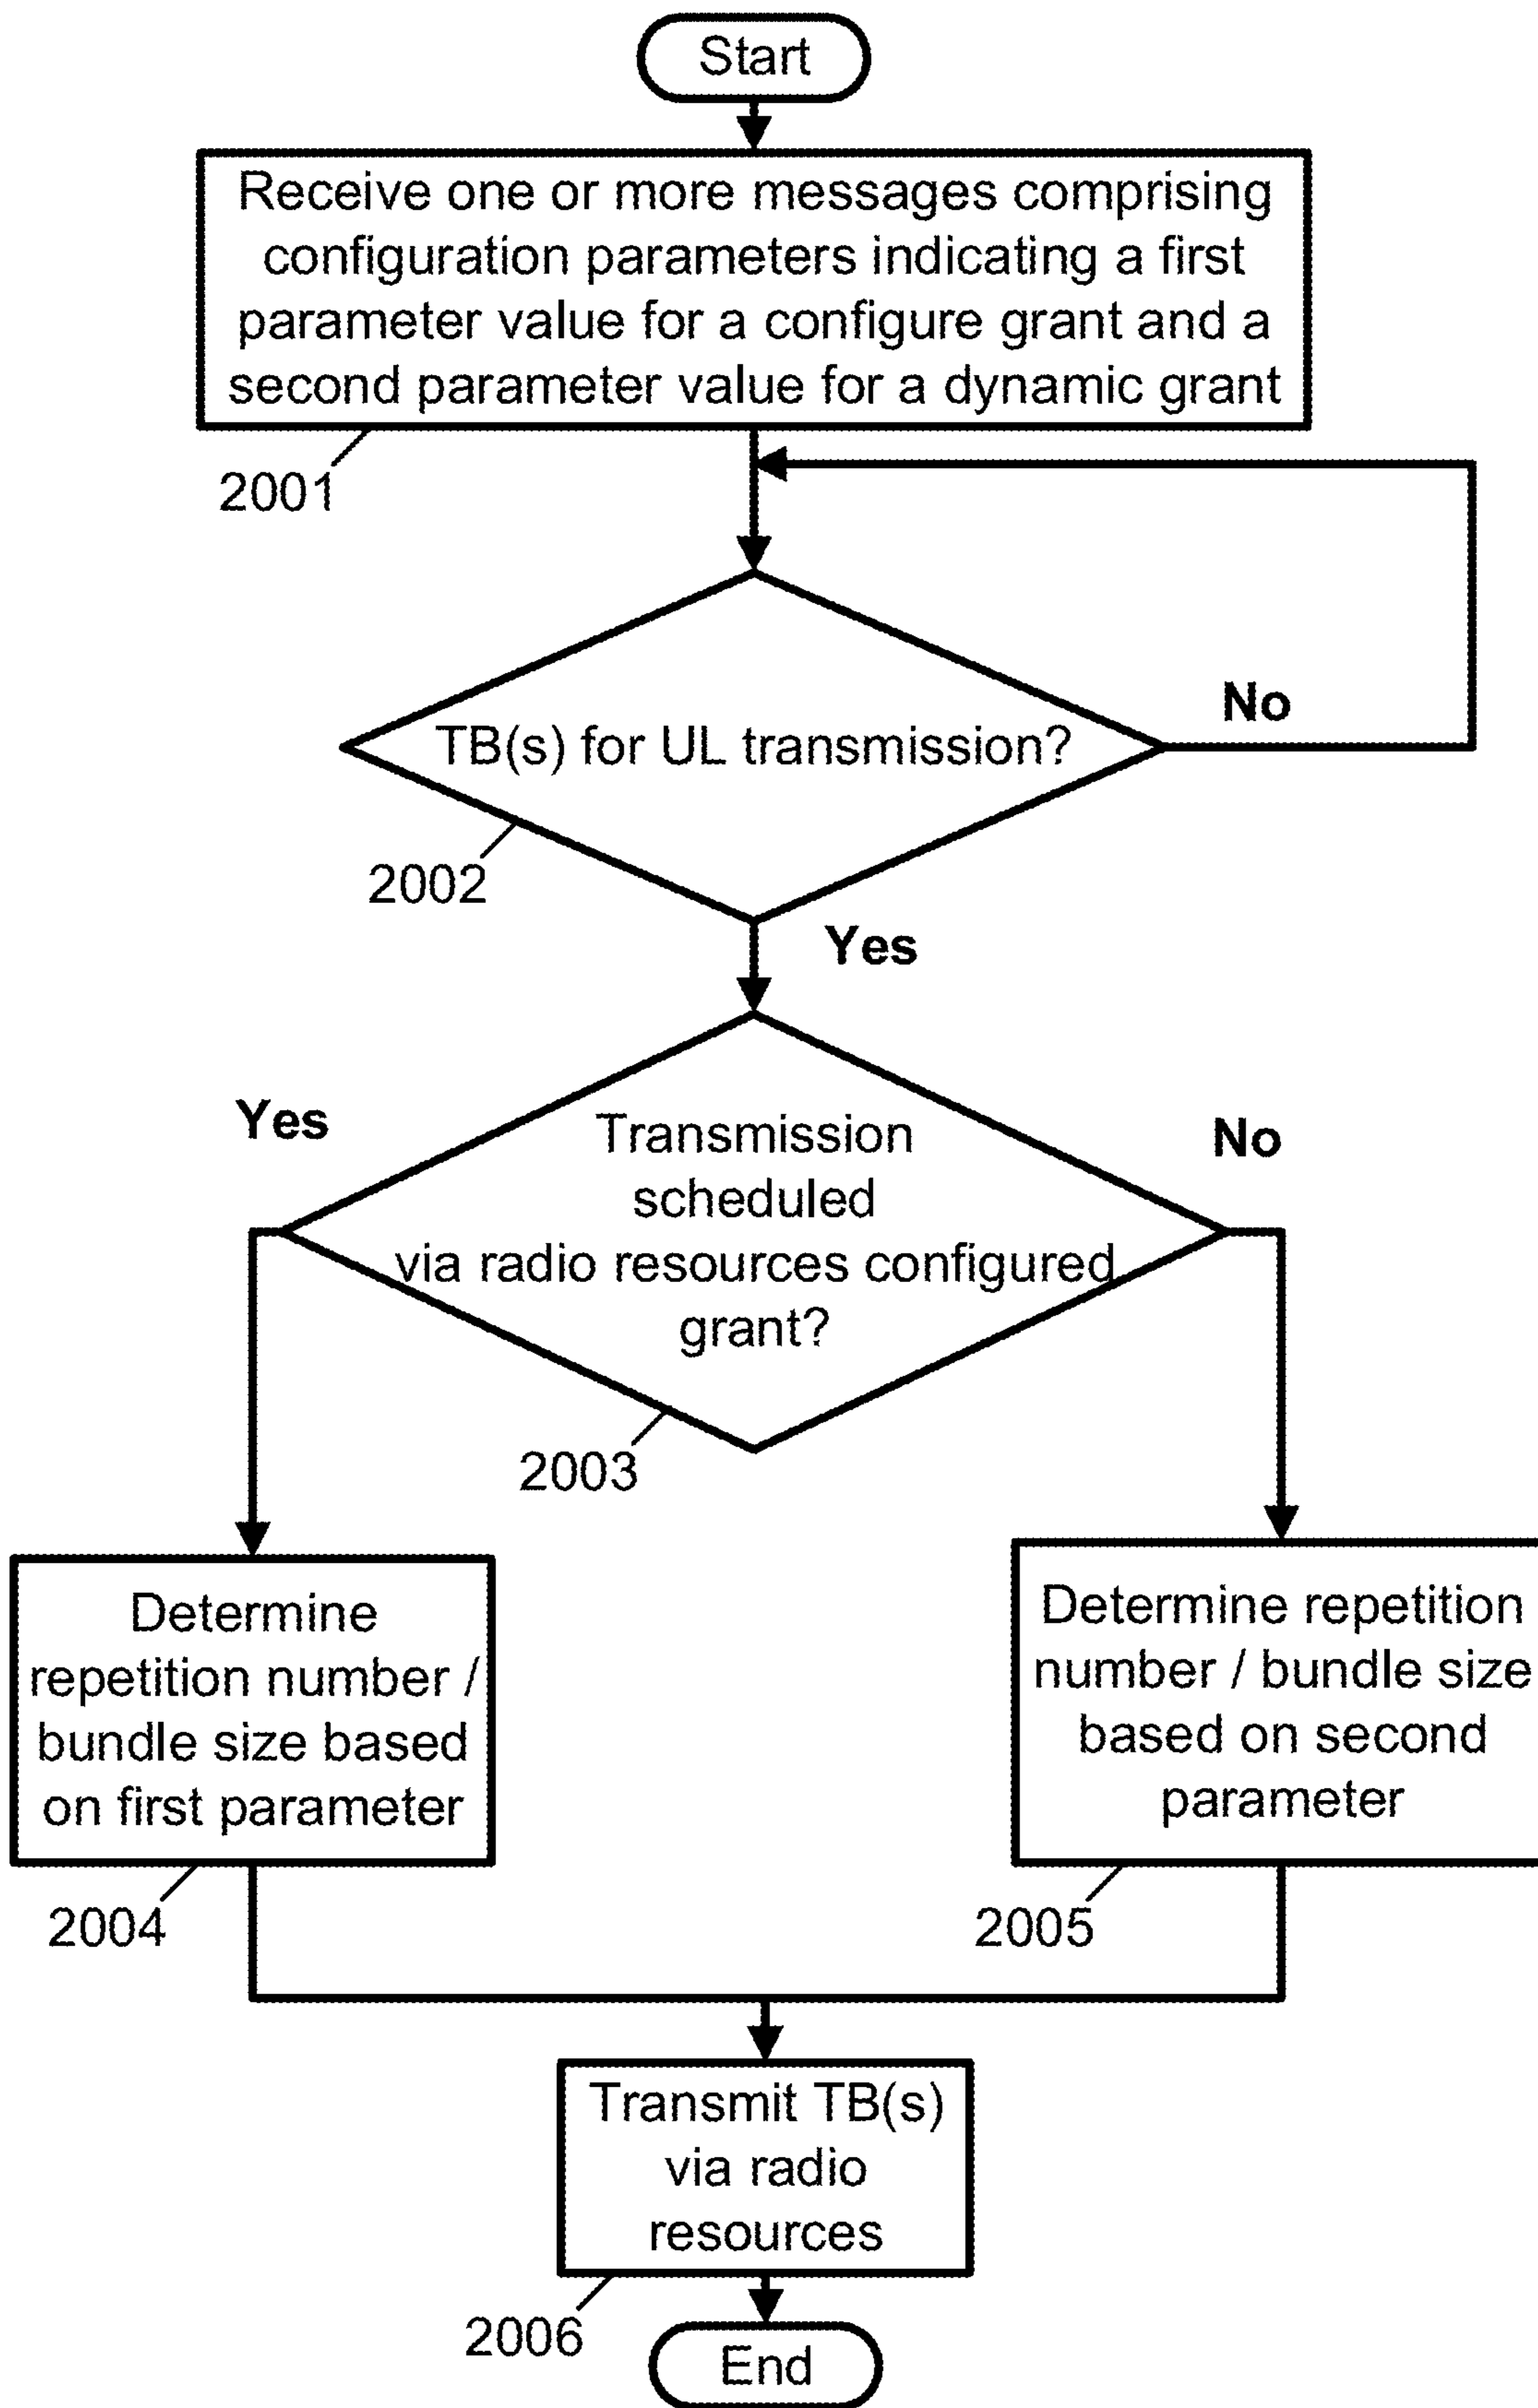 Start
Receive one or more messages comprising
configuration parameters indicating a first
parameter value for a configure grant and a
second parameter value for a dynamic grant
2001
TB(s) for UL transmission?
No
2002
Yes
Yes
No
Transmission
scheduled
via radio resources configured
grant?
2003
Determine
repetition number /
bundle size based
on first parameter
2004
Determine repetition
number / bundle size
based on second
parameter
2005
Transmit TB(s)
via radio
resources
2006
End